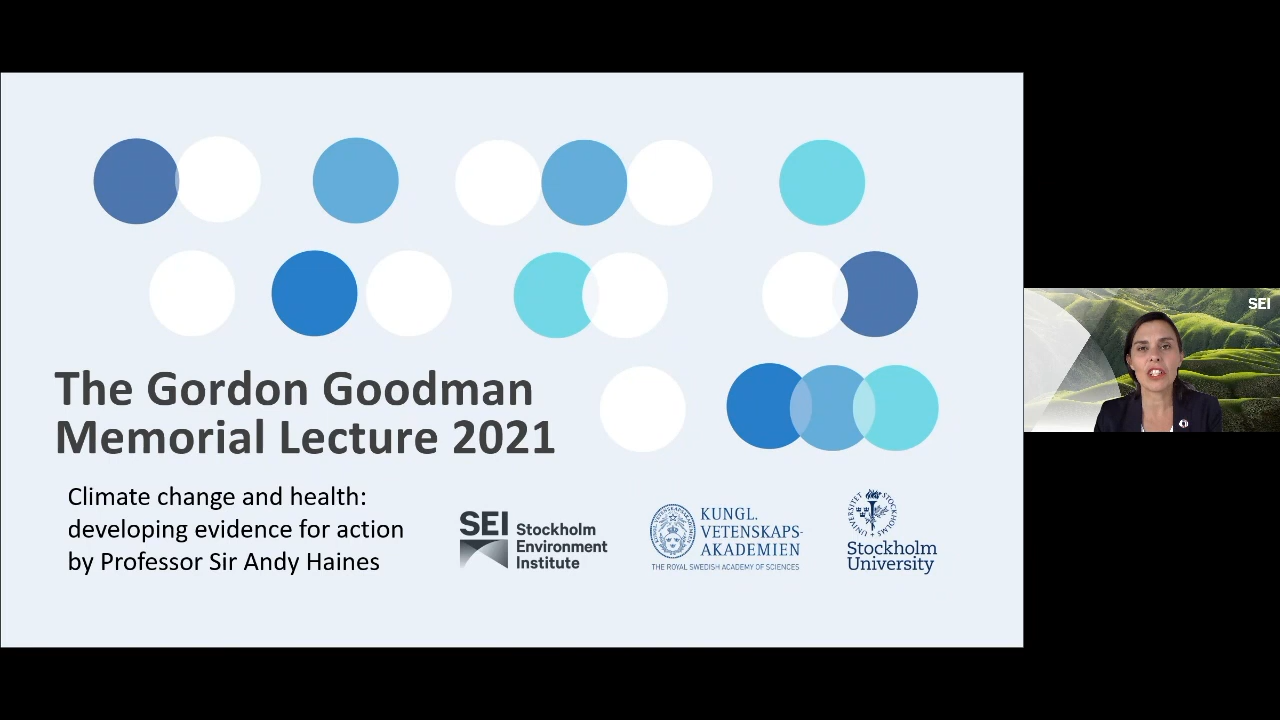 The Gordon Goodman
Memorial Lecture 2021
Climate change and health:
developing evidence for action
by Professor Sir Andy Haines
SEI
Stockholm
Environment
Institute
KUNGL.
VETENSKAPS-
AKADEMIEN
THE ROYAL SWEDISH ACADEMY OF SCIENCES
Stockholm
University
SEI